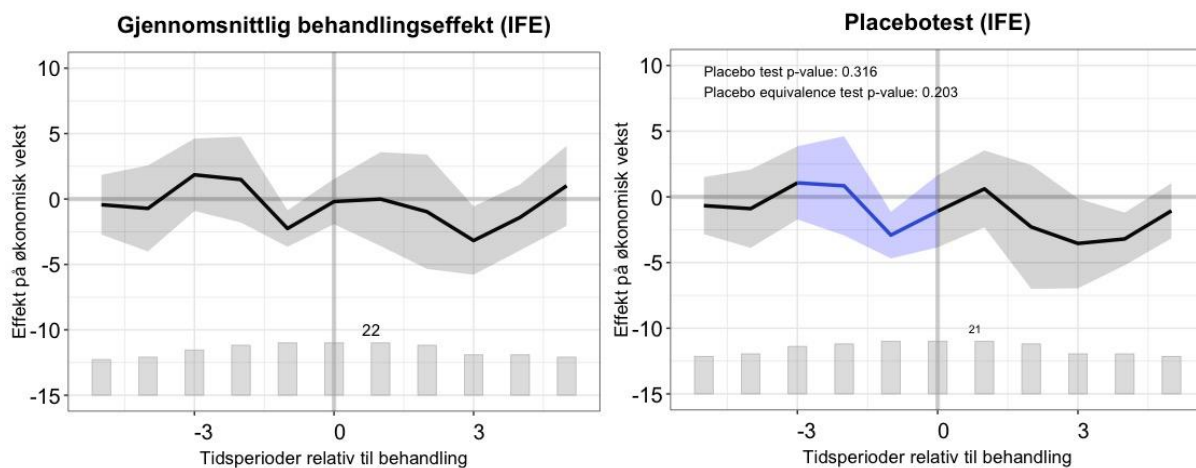 Gjennomsnittlig behandlingseffekt (IFE)
Effekt på økonomisk vekst
10
5
0
-5
-10
-15
22
-3
0
3
Tidsperioder relativ til behandling
Placebotest (IFE)
Effekt på økonomisk vekst
10
5
0
-5
-10
-15
Placebo test p-value: 0.316
Placebo equivalence test p-value: 0.203
21
-3
0
3
Tidsperioder relativ til behandling